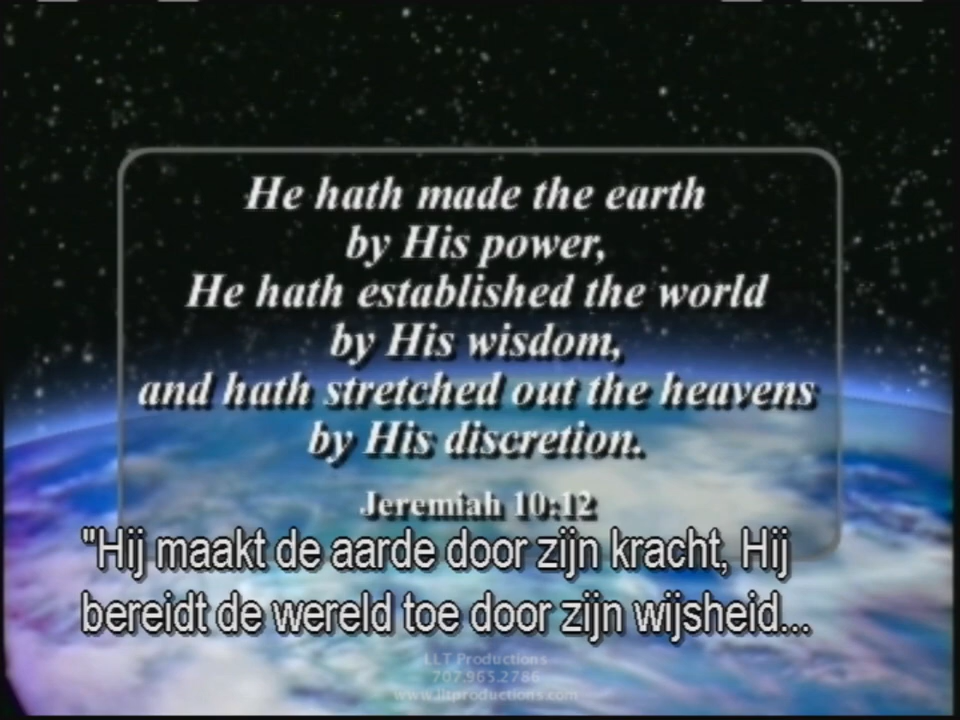 He hath made the earth
by His power,
He hath established the world
by His wisdom,
and hath stretched out the heavens
by His discretion.
Jeremiah 10:12
"Hij maakt de aarde door zijn kracht, Hij
bereidt de wereld toe door zijn wijsheid...
LLT Productions
707.965.2786
www.lltproductions.com